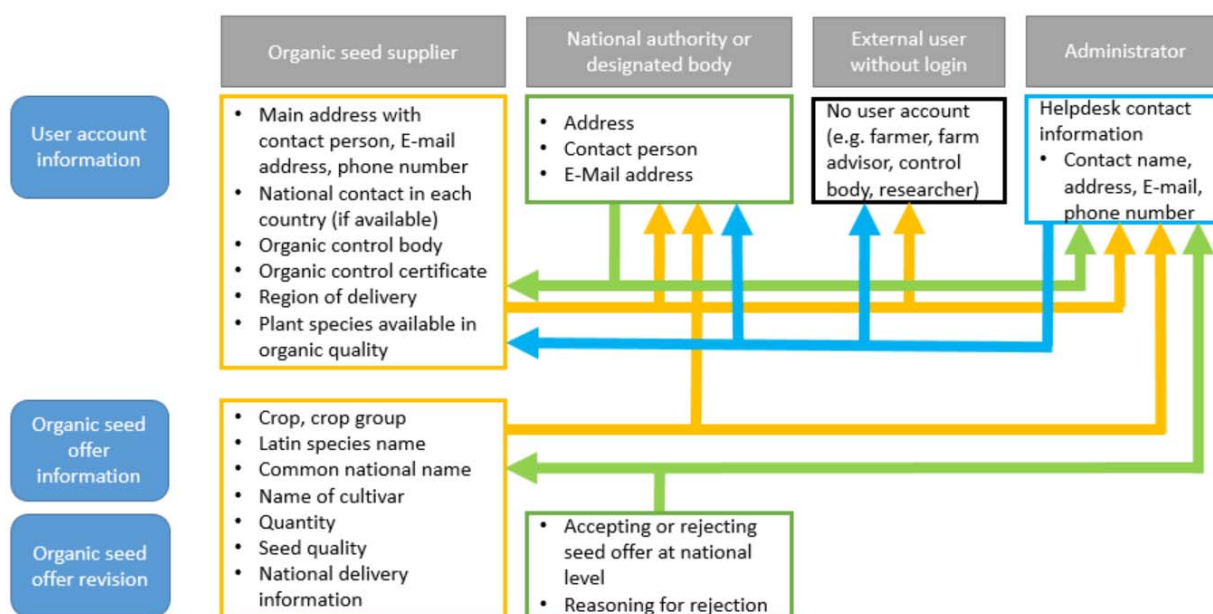 Organic seed supplier
National authority or
designated body
External user
without login
Administrator
User account
information
• Main address with
contact person, E-mail
address, phone number
• National contact in each
country (if available)
• Organic control body
• Organic control certificate
• Region of delivery
• Plant species available in
organic quality
• Address
• Contact person
• E-Mail address
No user account
(e.g. farmer, farm
advisor, control
body, researcher)
Helpdesk contact
information
• Contact name,
address, E-mail,
phone number
Organic seed
offer
information
• Crop, crop group
• Latin species name
• Common national name
• Name of cultivar
• Quantity
• Seed quality
• National delivery
information
Organic seed
offer revision
• Accepting or rejecting
seed offer at national
level
• Reasoning for rejection